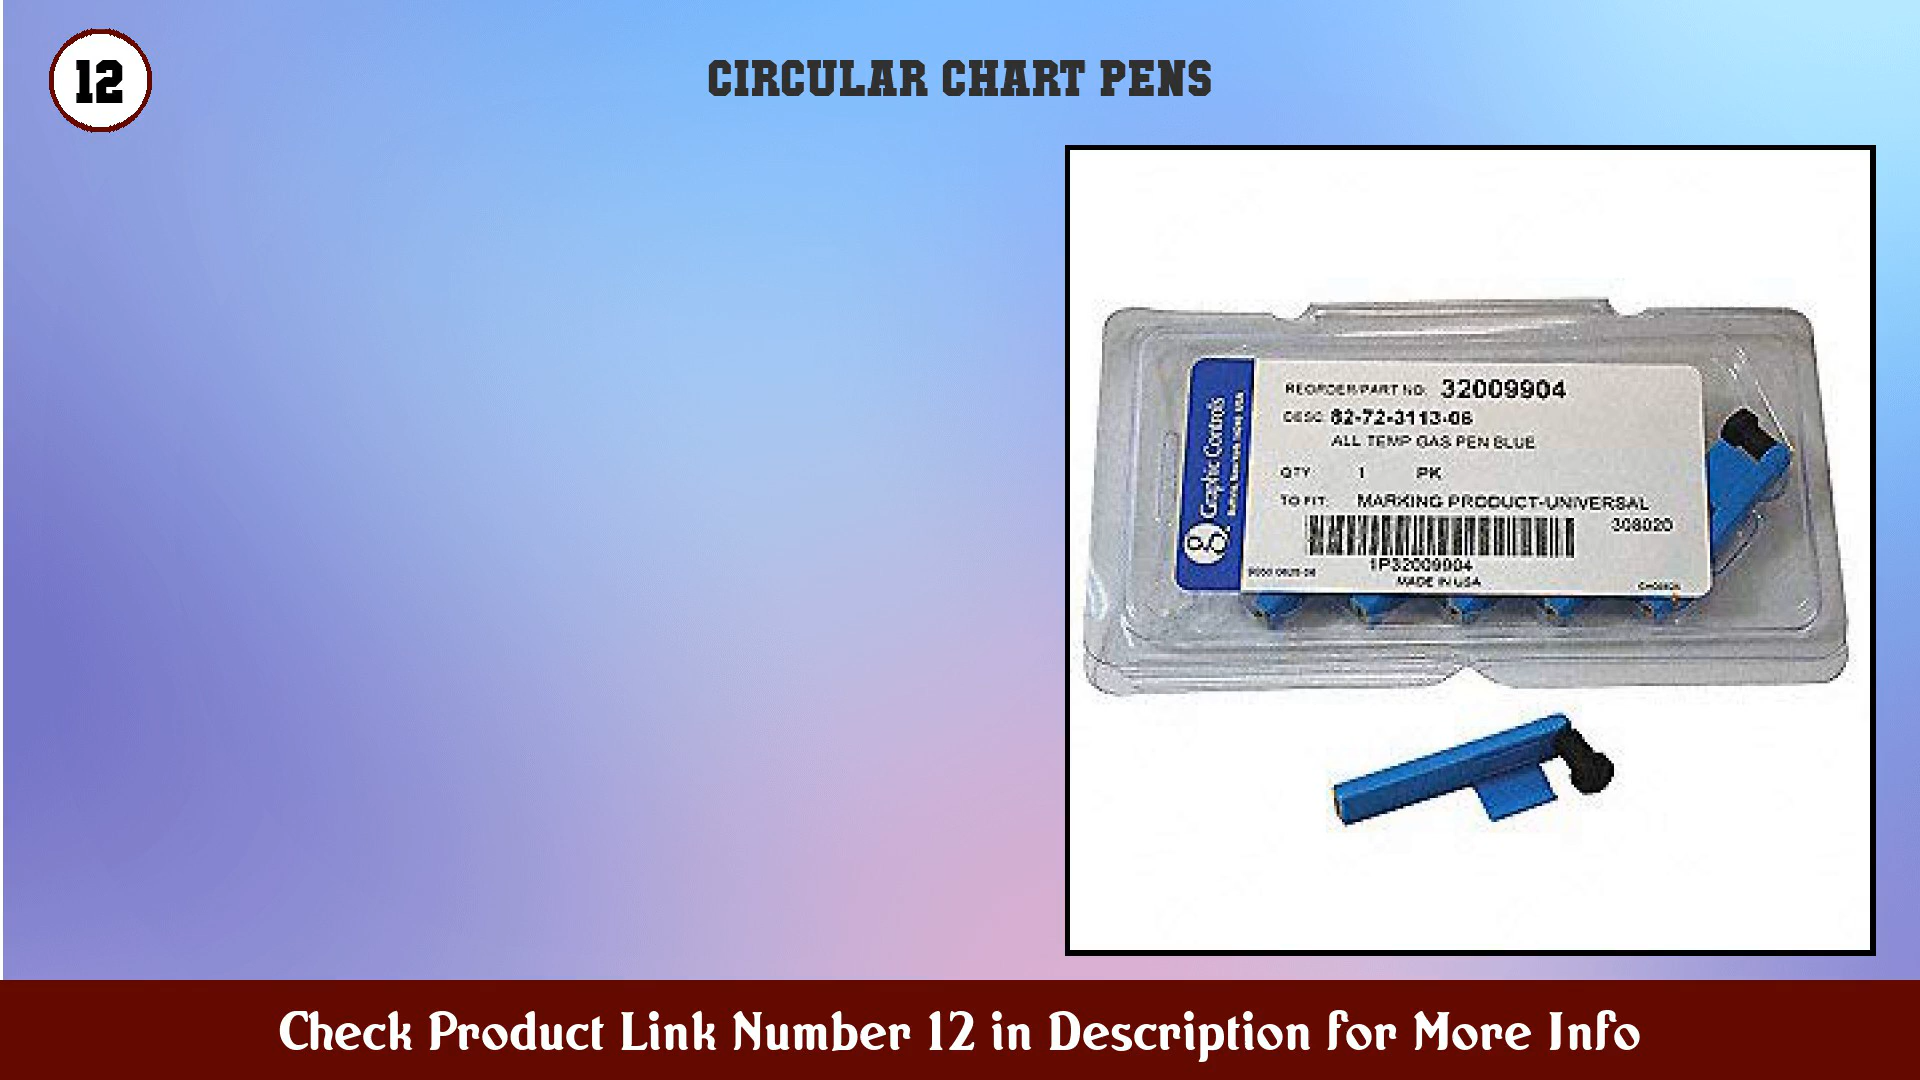 12
CIRCULAR CHART PENS
REORDER/PART NO: 32009904
DESC 82-72-3113-06
ALL TEMP GAS PEN BLUE
QTY 1 PK
TO FIT: MARKING PRODUCT-UNIVERSAL
308020
1P32009904
MADE IN USA
Graphic Controls
Check Product Link Number 12 in Description for More Info